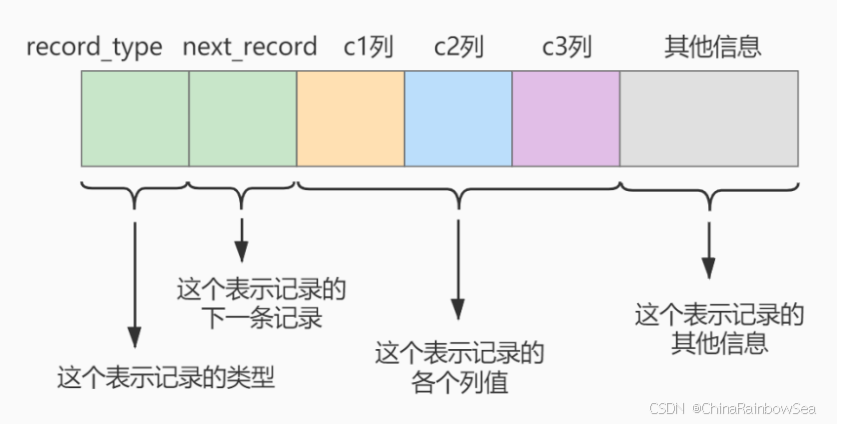 record_type next_record c1列 c2列 c3列 其他信息
这个表示记录的
下一条记录
这个表示记录的类型
这个表示记录的
各个列值
这个表示记录的
其他信息
CSDN @ChinaRainbowSea